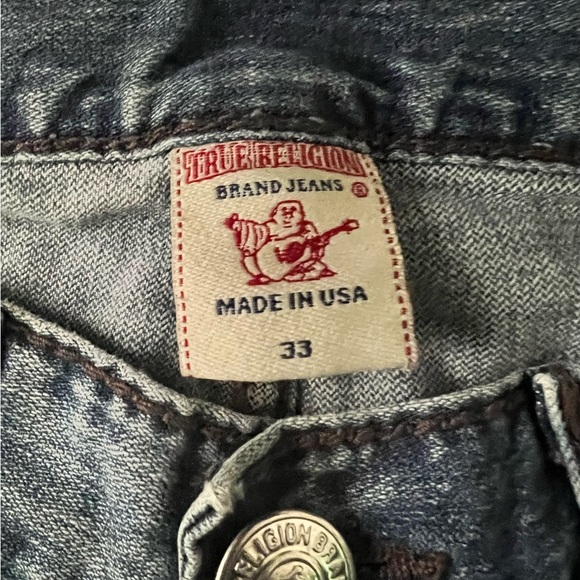 TRUE RELIGION
BRAND JEANS ®
MADE IN USA
33
RELIGION BRA